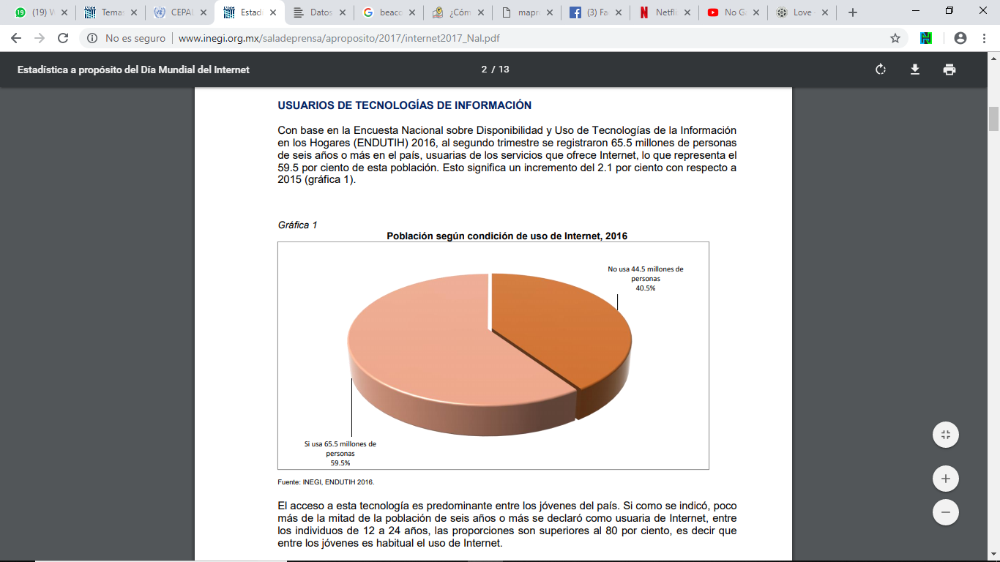 (19) W
Temas
CEPAL
Estadí
Datos
beaco
¿Cóm
mapro
(3) Fa
Netfli
No G
Love -
No es seguro
www.inegi.org.mx/saladeprensa/aproposito/2017/internet2017_Nal.pdf
Estadística a propósito del Día Mundial del Internet
2 / 13
USUARIOS DE TECNOLOGÍAS DE INFORMACIÓN
Con base en la Encuesta Nacional sobre Disponibilidad y Uso de Tecnologías de la Información
en los Hogares (ENDUTIH) 2016, al segundo trimestre se registraron 65.5 millones de personas
de seis años o más en el país, usuarias de los servicios que ofrece Internet, lo que representa el
59.5 por ciento de esta población. Esto significa un incremento del 2.1 por ciento con respecto a
2015 (gráfica 1).
Gráfica 1
Población según condición de uso de Internet, 2016
No usa 44.5 millones de
personas
40.5%
Si usa 65.5 millones de
personas
59.5%
Fuente: INEGI, ENDUTIH 2016.
El acceso a esta tecnología es predominante entre los jóvenes del país. Si como se indicó, poco
más de la mitad de la población de seis años o más se declaró como usuaria de Internet, entre
los individuos de 12 a 24 años, las proporciones son superiores al 80 por ciento, es decir que
entre los jóvenes es habitual el uso de Internet.